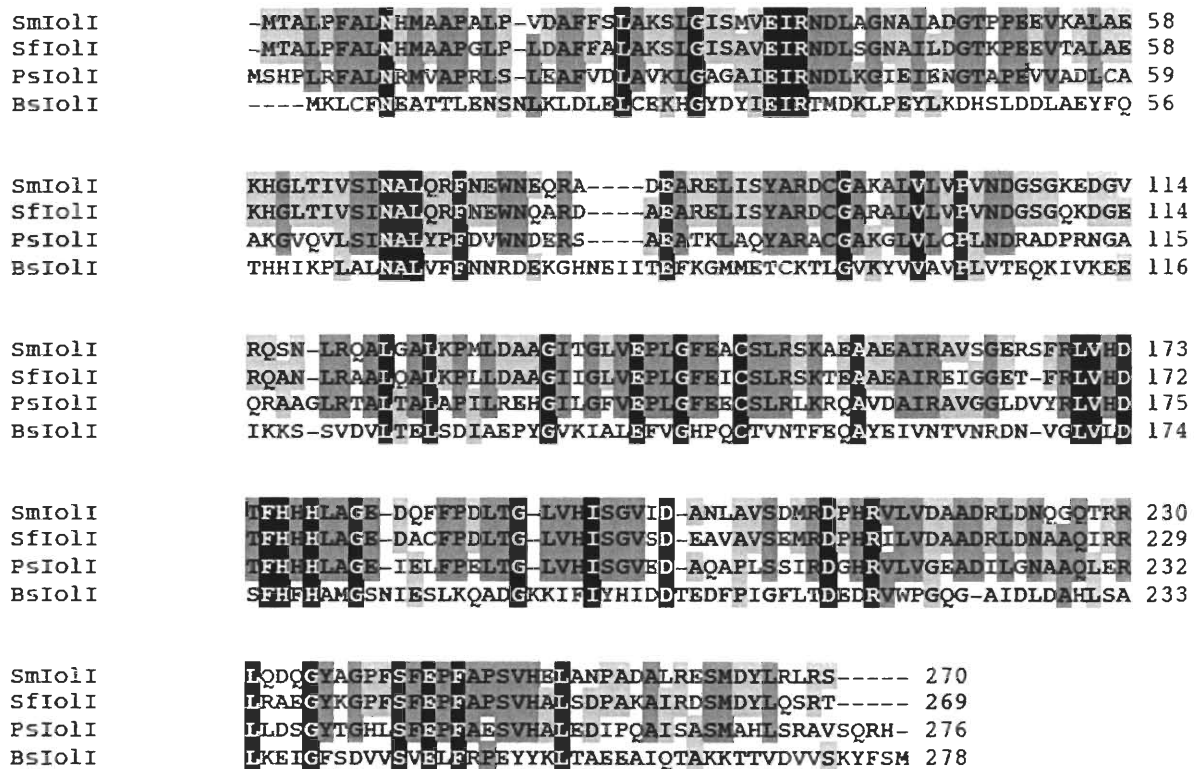 SmIolI -MTALPFALNHMAAPALP-VDAFFSLAKSLGISMVEIRNDLAGNAIADGTPPEEVKALAE 58
SfIolI -MTALPFALNHMAAPGLP-LDAFFALAKSLGISAVEIRNDLSGNAILDGTKPEEVTALAE 58
PsIolI MSHPLRFALNRMVAPRLS-LEAFVDLAVKLGAGAIEIRNDLKGIEIENGTAPEVVADLCA 59
BsIolI ----MKLCFNEATTLENSNLKLDLELCEKHGYDYIEIRTMDKLPEYLKDHSLDDLAEYFQ 56
SmIolI KHGLTIVSINALQRFNEWNEQRA----DEARELISYARDCGAKALVLVPVNDGSGKEDGV 114
SfIolI KHGLTIVSINALQRFNEWNQARD----AEARELISYARDCGARALVLVPVNDGSGQKDGE 114
PsIolI AKGVQVLSINALYPFDVWNDERS----AEATKLAQYARACGAKGLVLCPLNDRADPRNGA 115
BsIolI THHIKPLALNALVFFNNRDEKGHNEIITEFKGMMETCKTLGVKYVVAVPLVTEQKIVKEE 116
SmIolI RQSN-LRQALGALKPMLDAAGITGLVEPLGFEACSLRSKAEAAEAIRAVSGERSFRLVHD 173
SfIolI RQAN-LRAALQALKPLLDAAGIIGLVEPLGFEICSLRSKTEAAEAIREIGGET-FRLVHD 172
PsIolI QRAAGLRTALTALAPILREHGILGFVEPLGFEECSLRLKRQAVDAIRAVGGLDVYRLVHD 175
BsIolI IKKS-SVDVLTELSDIAEPYGVKIALEFVGHPQCTVNTFEQAYEIVNTVNRDN-VGLVLD 174
SmIolI TFHHHLAGE-DQFFPDLTG-LVHISGVID-ANLAVSDMRDPHRVLVDAADRLDNQGQTRR 230
SfIolI TFHHHLAGE-DACFPDLTG-LVHISGVSD-EAVAVSEMRDPHRILVDAADRLDNAAQIRR 229
PsIolI TFHHHLAGE-IELFPELTG-LVHISGVED-AQAPLSSIRDGHRVLVGEADILGNAAQLER 232
BsIolI SFHFHAMGSNIESLKQADGKKIFIYHIDDTEDFPIGFLTDEDRVWPGQG-AIDLDAHLSA 233
SmIolI LQDQGYAGPFSFEPFAPSVHELANPADALRESMDYLRLRS----- 270
SfIolI LRAEGYKGPFSFEPFAPSVHALSDPAKAIRDSMDYLQSRT----- 269
PsIolI LLDSGYTGHLSFEPFAESVHALEDIPQAISASMAHLSRAVSQRH- 276
BsIolI LKEIGFSDVVSVELFRPEYYKLTAEEAIQTAKKTTVDVVSKYFSM 278